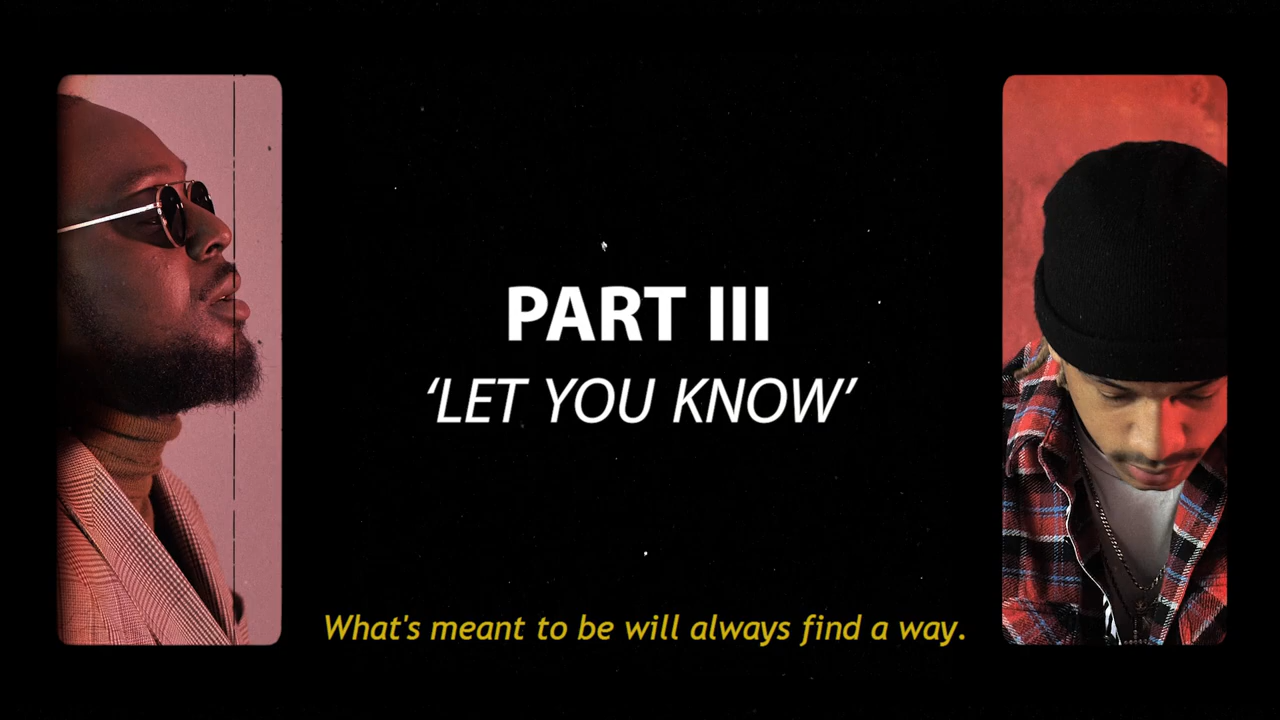 PART III
‘LET YOU KNOW’
What's meant to be will always find a way.